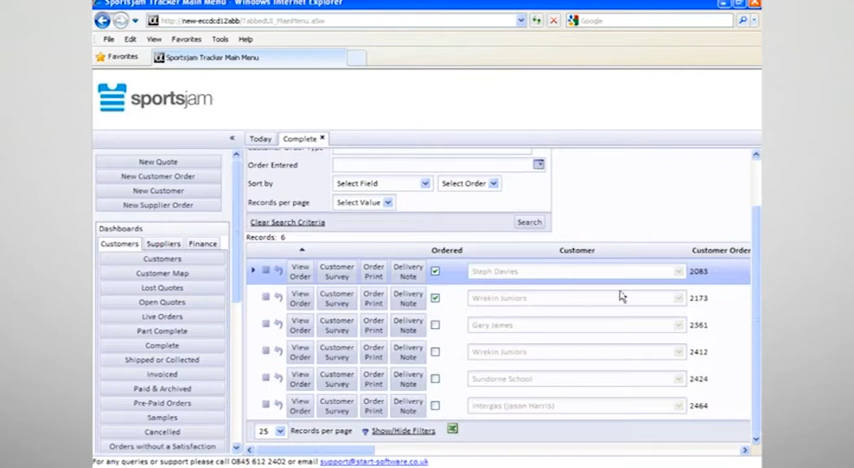 Sportsjam Tracker Main Menu - Windows Internet Explorer
http://new-eccdcd12abb/TabbedUI_MainMenu.a5w
Google
File Edit View Favorites Tools Help
Favorites Sportsjam Tracker Main Menu
sportsjam
Today Complete
Customer Order Type
New Quote
New Customer Order
New Customer
New Supplier Order
Dashboards
Customers Suppliers Finance
Customers
Customer Map
Lost Quotes
Open Quotes
Live Orders
Part Complete
Complete
Shipped or Collected
Invoiced
Paid & Archived
Pre-Paid Orders
Samples
Cancelled
Orders without a Satisfaction
Order Entered
Sort by Select Field Select Order
Records per page Select Value
Clear Search Criteria Search
Records: 6
Ordered Customer Customer Order
View Order Customer Survey Order Print Delivery Note Steph Davies 2083
View Order Customer Survey Order Print Delivery Note Wrekin Juniors 2173
View Order Customer Survey Order Print Delivery Note Gary James 2361
View Order Customer Survey Order Print Delivery Note Wrekin Juniors 2412
View Order Customer Survey Order Print Delivery Note Sundorne School 2424
View Order Customer Survey Order Print Delivery Note Intergas (Jason Harris) 2464
25 Records per page Show/Hide Filters
For any queries or support please call 0845 612 2402 or email support@start-software.co.uk